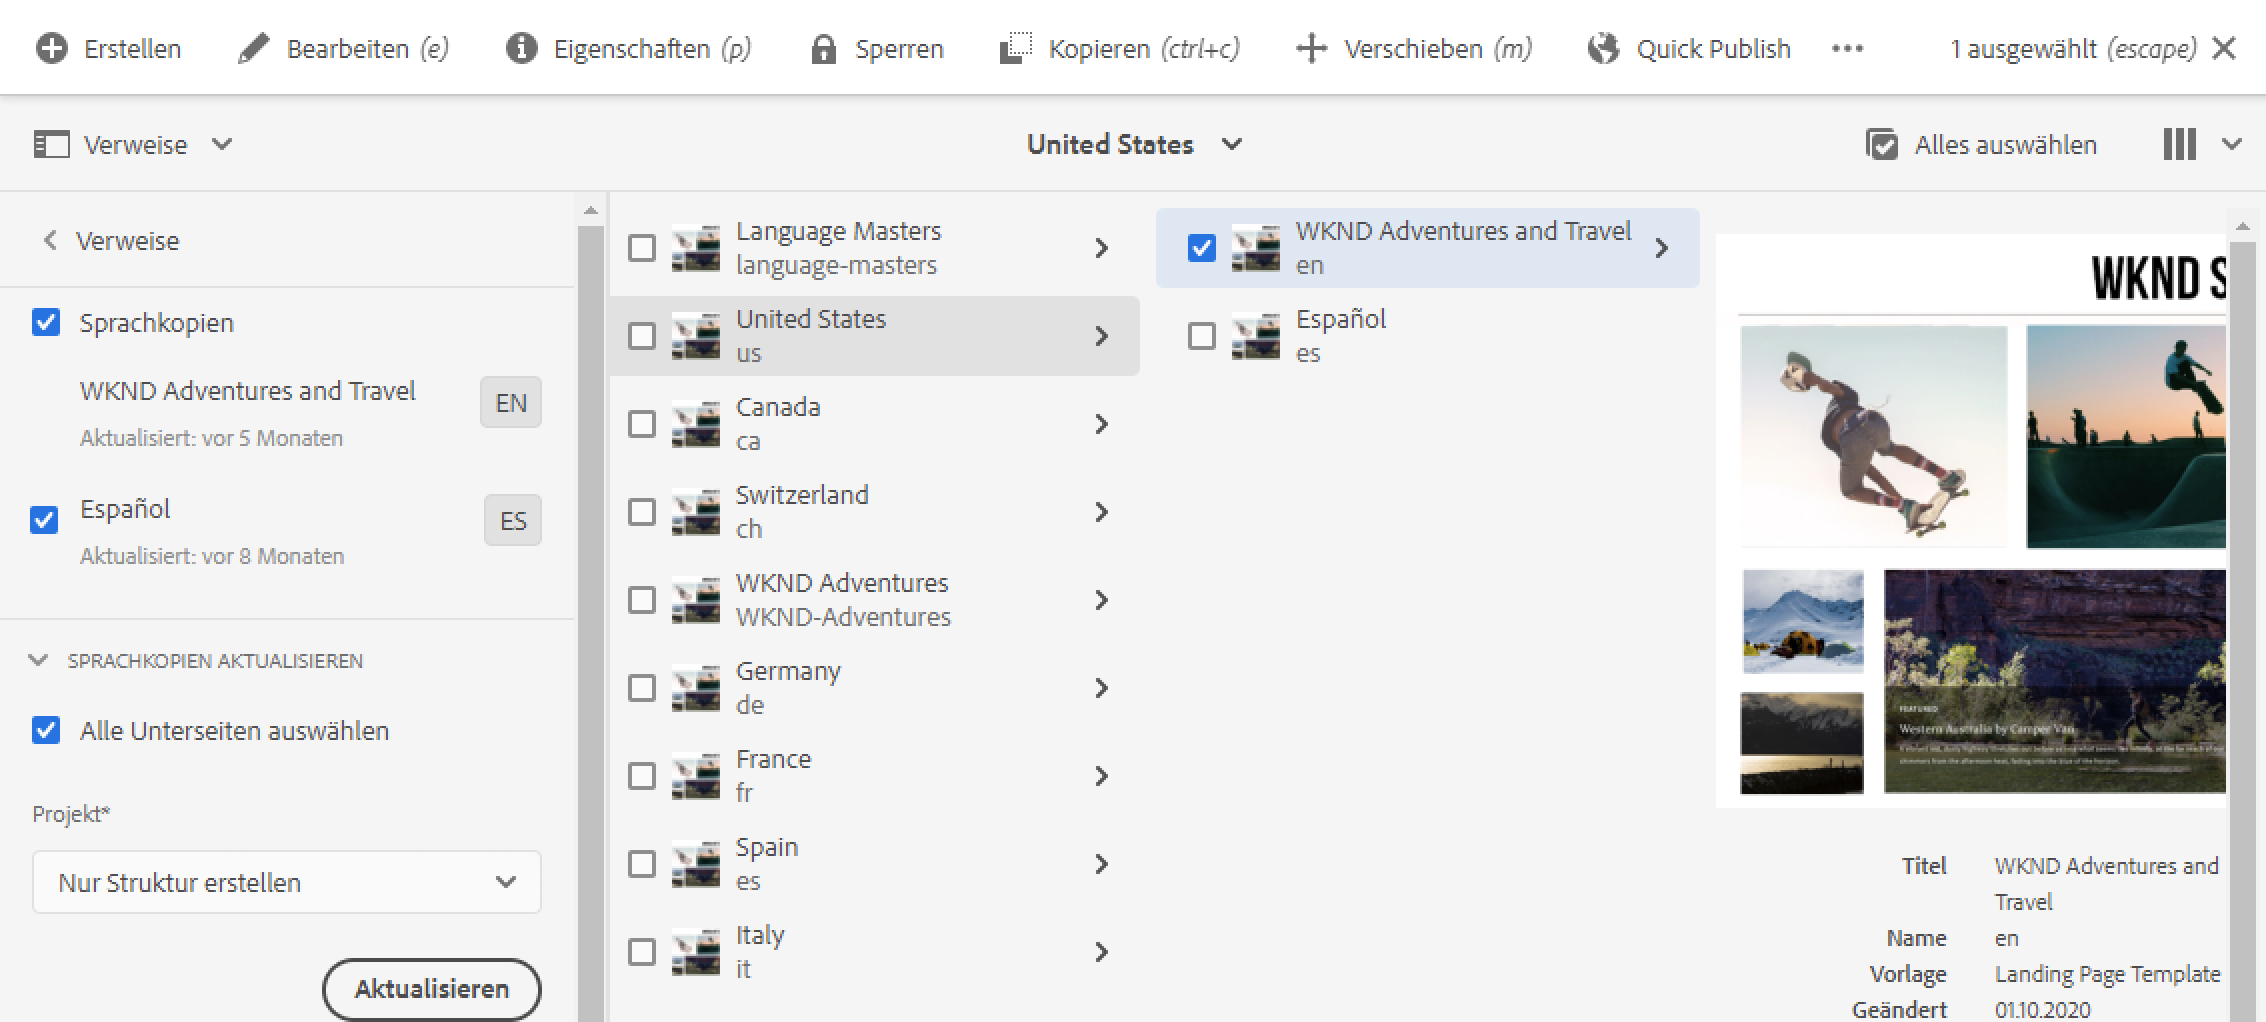 Erstellen
Bearbeiten (e)
Eigenschaften (p)
Sperren
Kopieren (ctrl+c)
Verschieben (m)
Quick Publish
1 ausgewählt (escape)
Verweise
United States
Alles auswählen
Verweise
Sprachkopien
WKND Adventures and Travel
EN
Aktualisiert: vor 5 Monaten
Español
ES
Aktualisiert: vor 8 Monaten
SPRACHKOPIEN AKTUALISIEREN
Alle Unterseiten auswählen
Projekt*
Nur Struktur erstellen
Aktualisieren
Language Masters
language-masters
United States
us
Canada
ca
Switzerland
ch
WKND Adventures
WKND-Adventures
Germany
de
France
fr
Spain
es
Italy
it
WKND Adventures and Travel
en
Español
es
WKND S
FEATURED
Western Australia by Camper Van
Titel
WKND Adventures and
Travel
Name
en
Vorlage
Landing Page Template
Geändert
01.10.2020